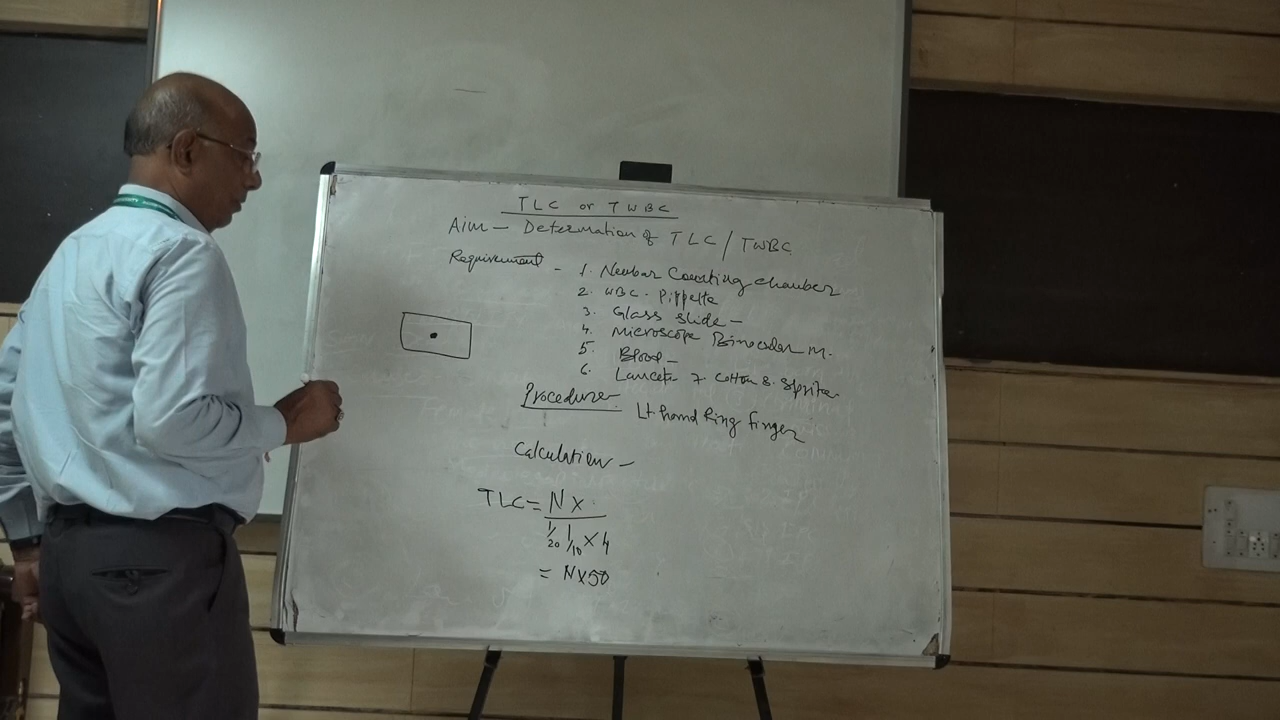 TLC or TWBC
Aim - Determation of TLC / TWBC
Requirement - 1. Neubar Counting chamber
2. WBC. Pippette
3. Glass slide -
4. Microscope Binocular M.
5. Blood -
6. Lancet 7. Cotton 8. Sprite
Procedure
Lt hand Ring finger
Calculation -
TLC = N x
1/20 1/10 x 4
= N x 50